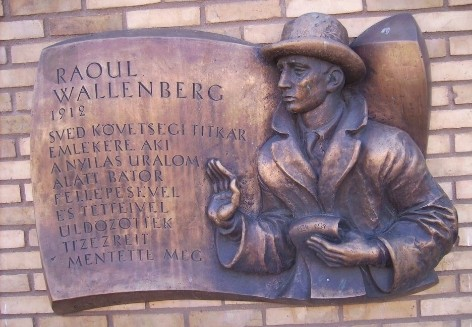 RAOUL
WALLENBERG
1912
SVÉD KÖVETSÉGI TITKÁR
EMLÉKÉRE AKI
A NYILAS URALOM
ALATT BÁTOR
FELLÉPÉSÉVEL
ÉS TETTEIVEL
ÜLDÖZÖTTEK
TÍZEZREIT
MENTETTE MEG